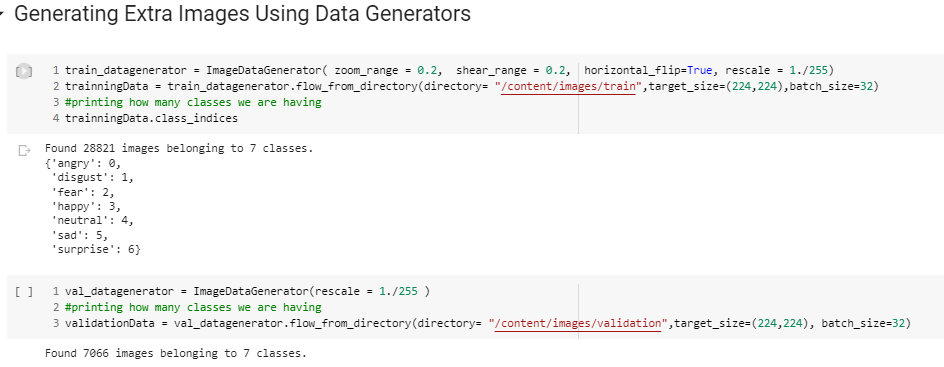 Generating Extra Images Using Data Generators
1 train_datagenerator = ImageDataGenerator( zoom_range = 0.2,  shear_range = 0.2,  horizontal_flip=True, rescale = 1./255)
2 trainningData = train_datagenerator.flow_from_directory(directory= "/content/images/train",target_size=(224,224),batch_size=32)
3 #printing how many classes we are having
4 trainningData.class_indices
Found 28821 images belonging to 7 classes.
{'angry': 0,
 'disgust': 1,
 'fear': 2,
 'happy': 3,
 'neutral': 4,
 'sad': 5,
 'surprise': 6}
[ ] 1 val_datagenerator = ImageDataGenerator(rescale = 1./255 )
2 #printing how many classes we are having
3 validationData = val_datagenerator.flow_from_directory(directory= "/content/images/validation",target_size=(224,224), batch_size=32)
Found 7066 images belonging to 7 classes.